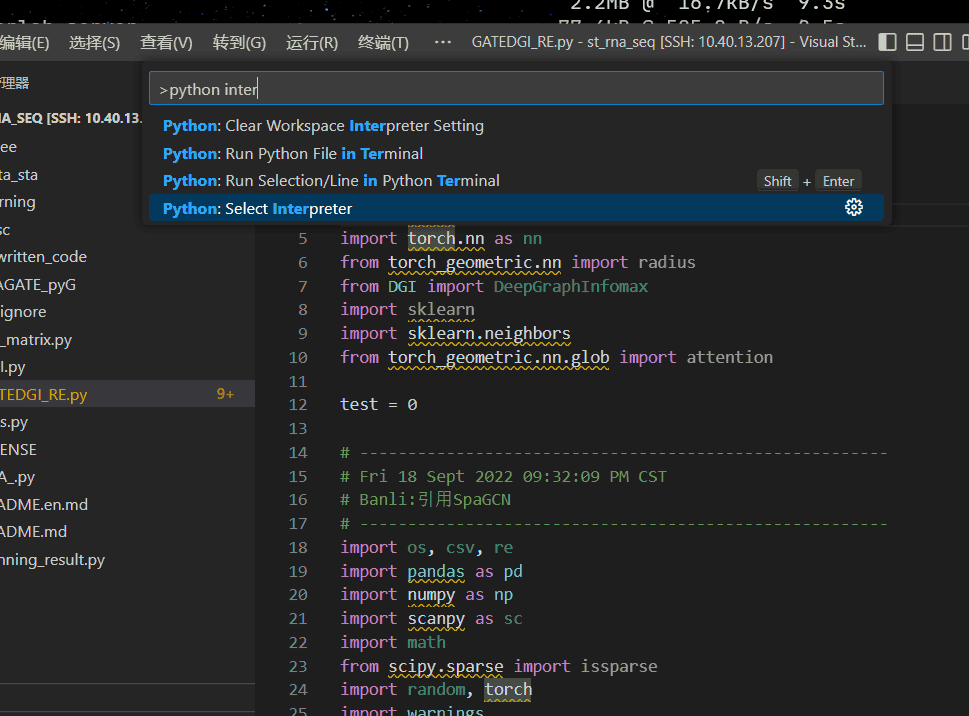 2.2MB @ 16.7KB/s 9.3s
编辑(E) 选择(S) 查看(V) 转到(G) 运行(R) 终端(T) ··· GATEDGI_RE.py - st_rna_seq [SSH: 10.40.13.207] - Visual St...
理器
>python inter
NA_SEQ [SSH: 10.40.13.
Python: Clear Workspace Interpreter Setting
ee
Python: Run Python File in Terminal
ta_sta
Python: Run Selection/Line in Python Terminal Shift + Enter
rning
Python: Select Interpreter
sc
5 import torch.nn as nn
written_code
6 from torch_geometric.nn import radius
AGATE_pyG
7 from DGI import DeepGraphInfomax
ignore
8 import sklearn
_matrix.py
9 import sklearn.neighbors
I.py
10 from torch_geometric.nn.glob import attention
TEDGI_RE.py 9+
11
12 test = 0
s.py
13
ENSE
14 # -------------------------------------------------------
A_.py
15 # Fri 18 Sept 2022 09:32:09 PM CST
ADME.en.md
16 # Banli:引用SpaGCN
ADME.md
17 # -------------------------------------------------------
18 import os, csv, re
nning_result.py
19 import pandas as pd
20 import numpy as np
21 import scanpy as sc
22 import math
23 from scipy.sparse import issparse
24 import random, torch
25 import warnings